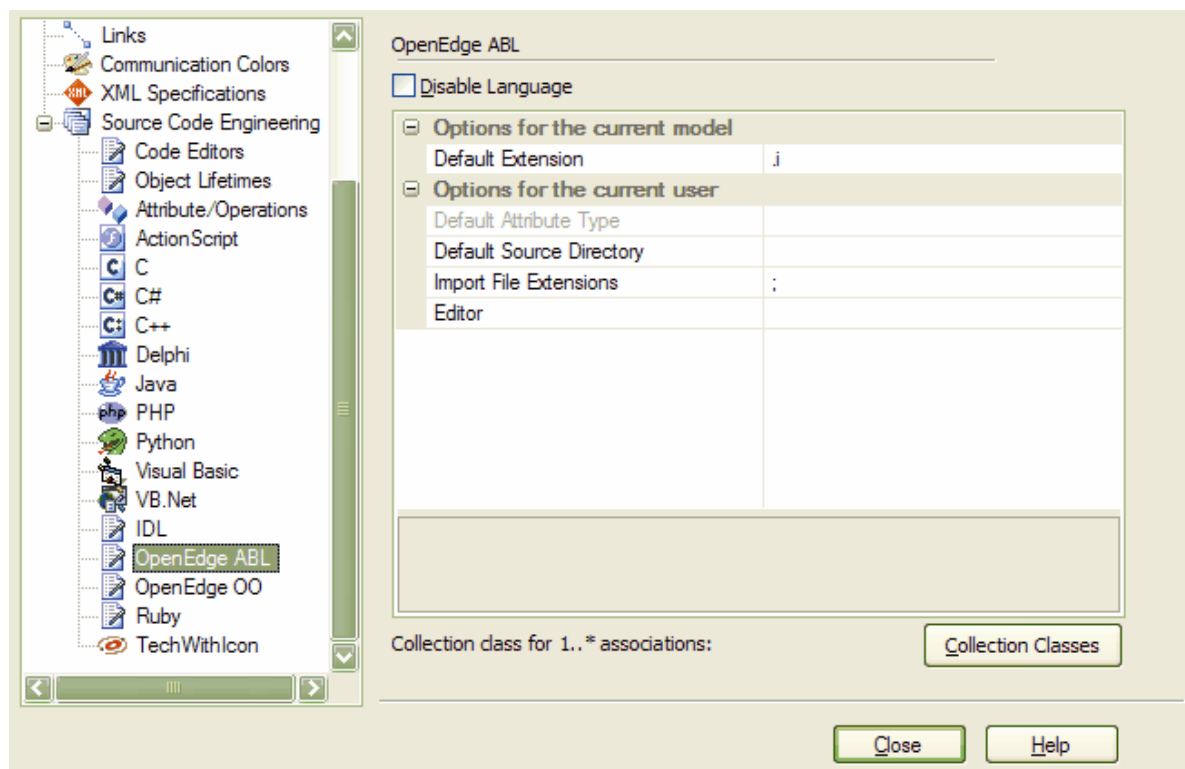 Links
Communication Colors
XML Specifications
Source Code Engineering
Code Editors
Object Lifetimes
Attribute/Operations
ActionScript
C
C#
C++
Delphi
Java
php PHP
Python
Visual Basic
VB.Net
IDL
OpenEdge ABL
OpenEdge OO
Ruby
TechWithIcon
OpenEdge ABL
Disable Language
Options for the current model
Default Extension .i
Options for the current user
Default Attribute Type
Default Source Directory
Import File Extensions ;
Editor
Collection class for 1..* associations:
Collection Classes
Close
Help